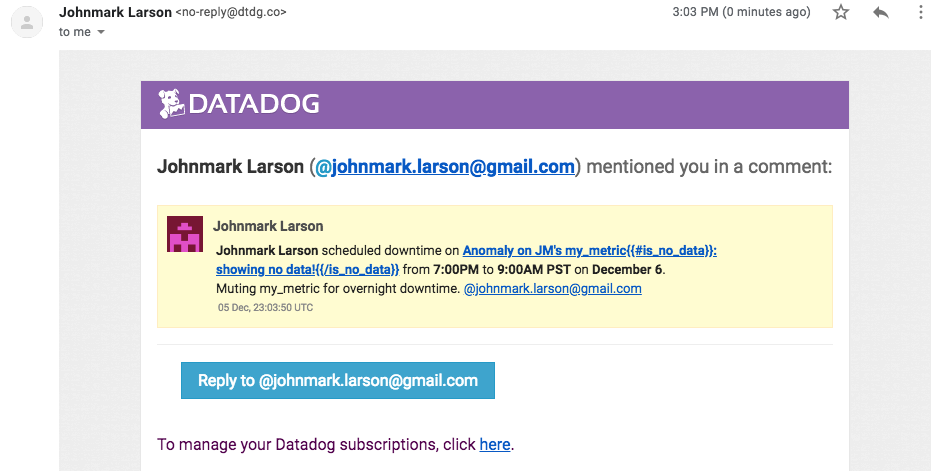 Johnmark Larson <no-reply@dtdg.co>
3:03 PM (0 minutes ago)
to me
DATADOG
Johnmark Larson (@johnmark.larson@gmail.com) mentioned you in a comment:
Johnmark Larson
Johnmark Larson scheduled downtime on Anomaly on JM's my_metric{{#is_no_data}}:
showing no data!{{/is_no_data}} from 7:00PM to 9:00AM PST on December 6.
Muting my_metric for overnight downtime. @johnmark.larson@gmail.com
05 Dec, 23:03:50 UTC
Reply to @johnmark.larson@gmail.com
To manage your Datadog subscriptions, click here.